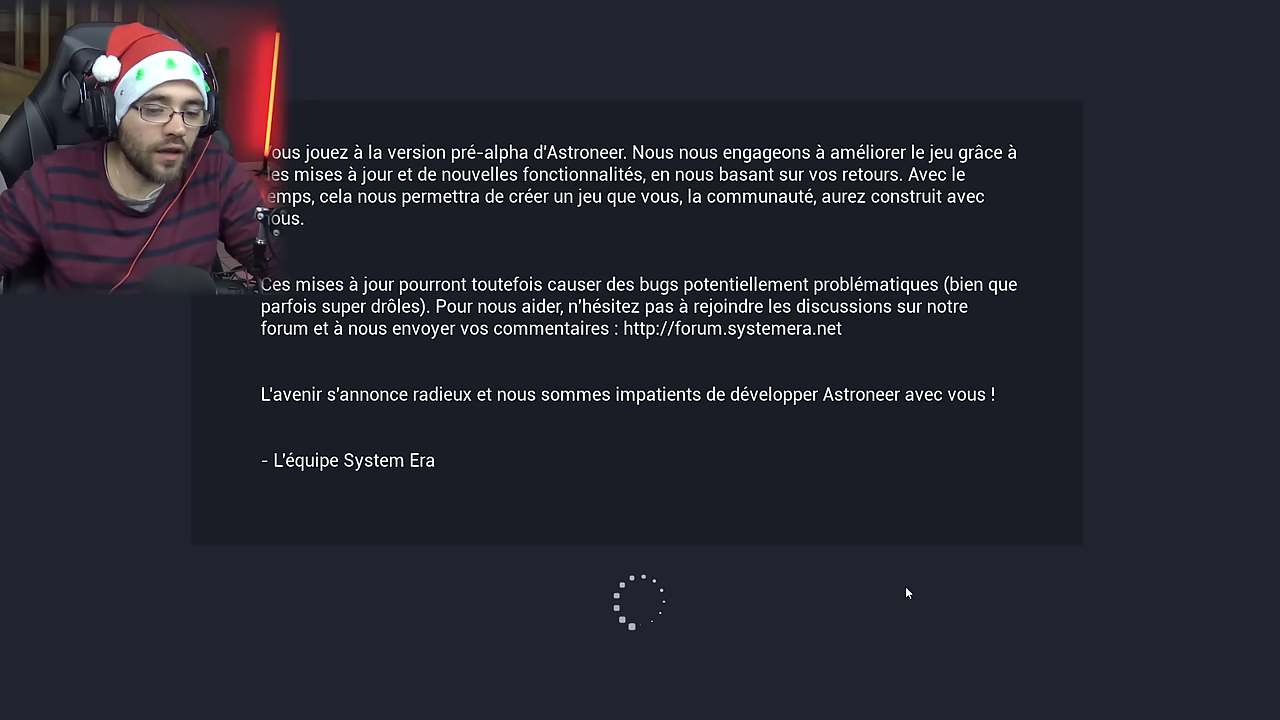 ous jouez à la version pré-alpha d'Astroneer. Nous nous engageons à améliorer le jeu grâce à
es mises à jour et de nouvelles fonctionnalités, en nous basant sur vos retours. Avec le
emps, cela nous permettra de créer un jeu que vous, la communauté, aurez construit avec
ous.
Ces mises à jour pourront toutefois causer des bugs potentiellement problématiques (bien que
parfois super drôles). Pour nous aider, n'hésitez pas à rejoindre les discussions sur notre
forum et à nous envoyer vos commentaires : http://forum.systemera.net
L'avenir s'annonce radieux et nous sommes impatients de développer Astroneer avec vous !
- L'équipe System Era